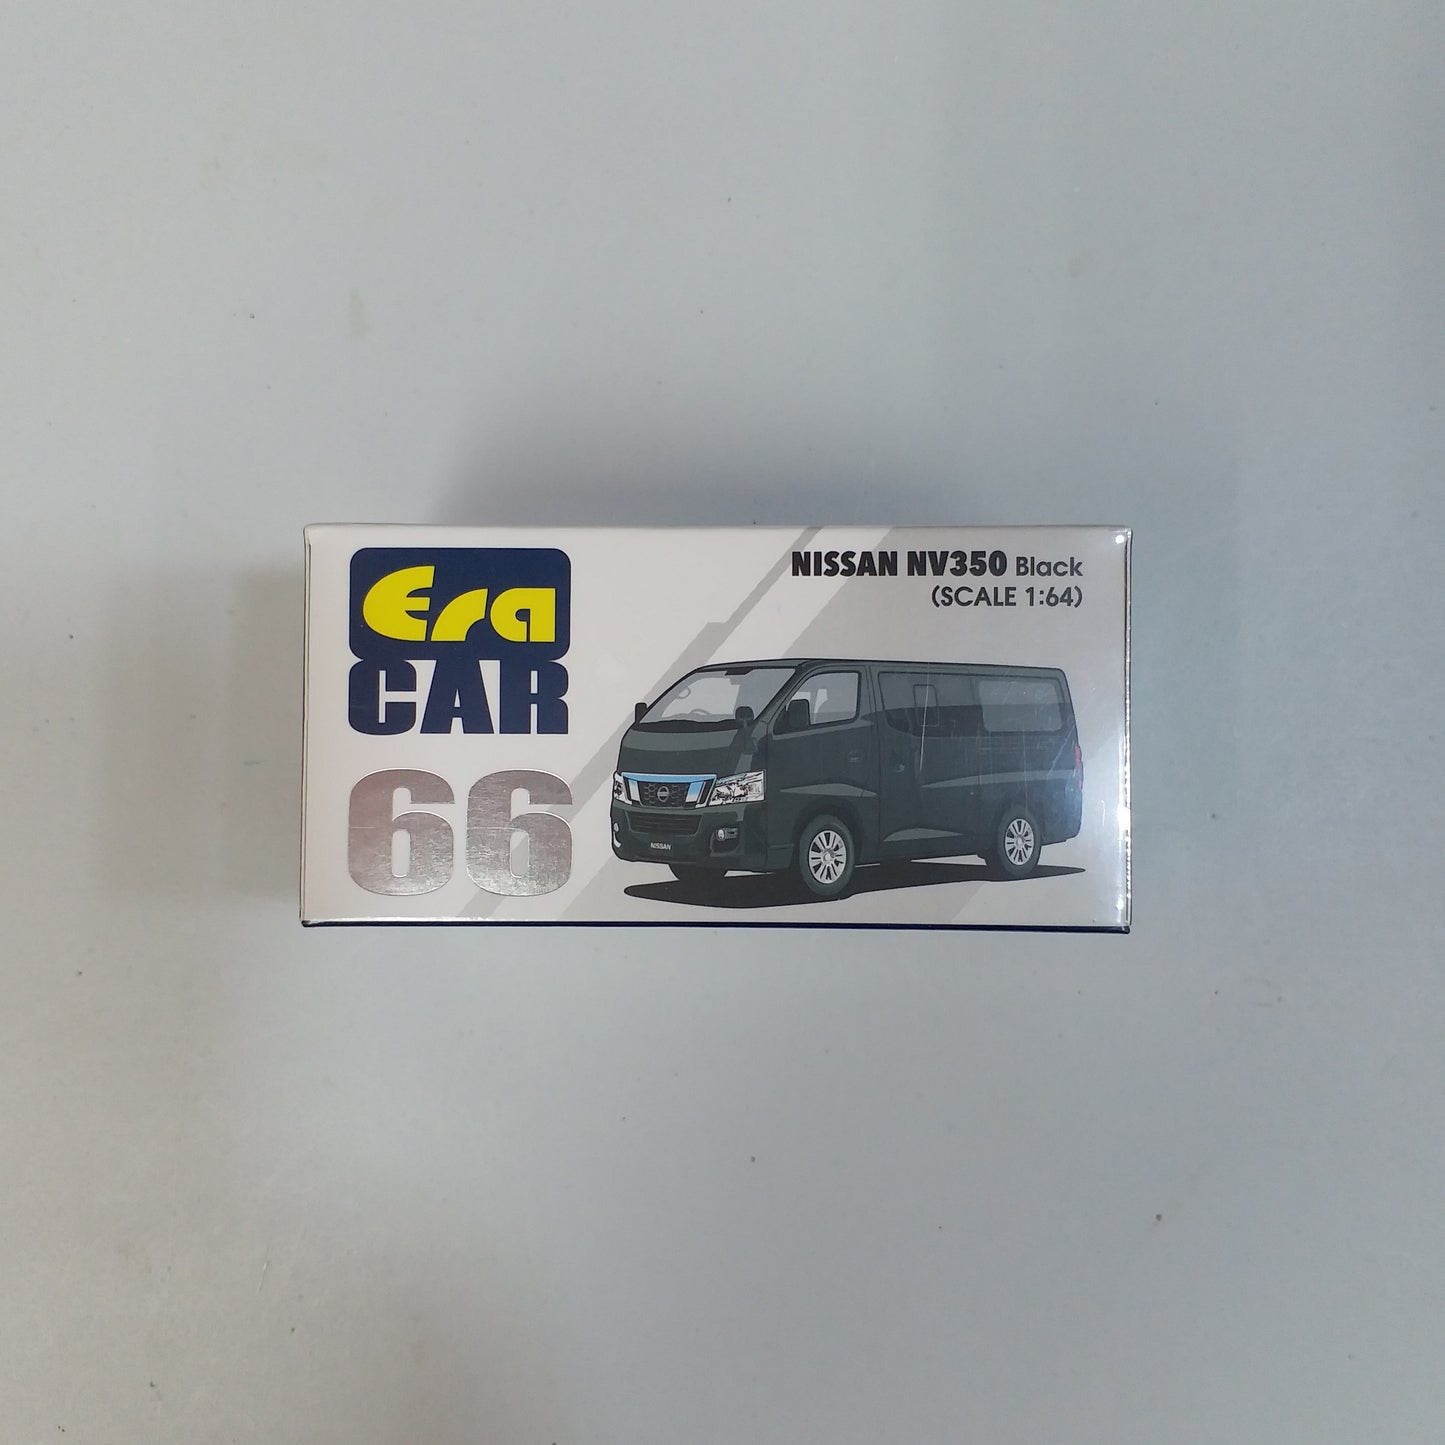 Era
CAR
66
NISSAN NV350 Black
(SCALE 1:64)
NISSAN